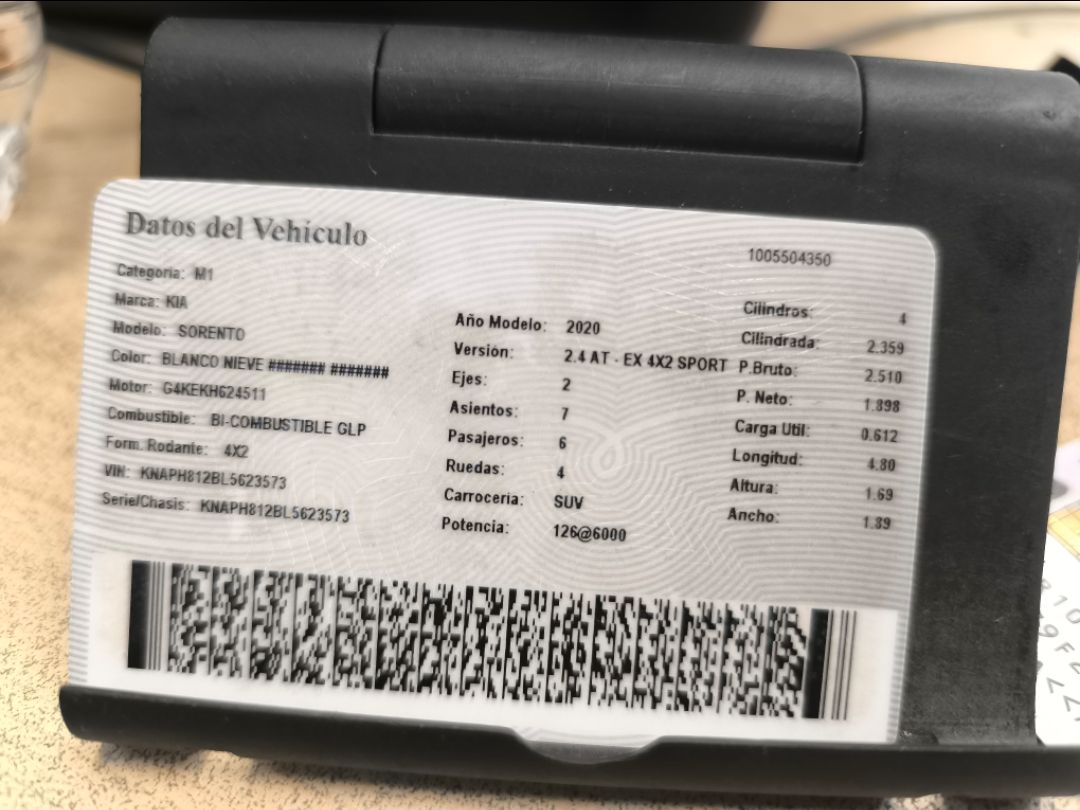 Datos del Vehículo
1005504350
Categoria: M1
Marca: KIA
Modelo: SORENTO
Color: BLANCO NIEVE ####### #######
Motor: G4KEKH624511
Combustible: BI-COMBUSTIBLE GLP
Form. Rodante: 4X2
VIN: KNAPH812BL5623573
Serie/Chasis: KNAPH812BL5623573
Año Modelo: 2020
Versión: 2.4 AT - EX 4X2 SPORT
Ejes: 2
Asientos: 7
Pasajeros: 6
Ruedas: 4
Carroceria: SUV
Potencia: 126@6000
Cilindros: 4
Cilindrada: 2.359
P.Bruto: 2.510
P. Neto: 1.898
Carga Util: 0.612
Longitud: 4.80
Altura: 1.69
Ancho: 1.89